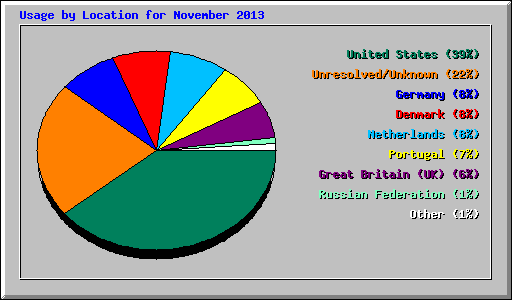 Usage by Location for November 2013
United States (39%)
Unresolved/Unknown (22%)
Germany (8%)
Denmark (8%)
Netherlands (8%)
Portugal (7%)
Great Britain (UK) (6%)
Russian Federation (1%)
Other (1%)